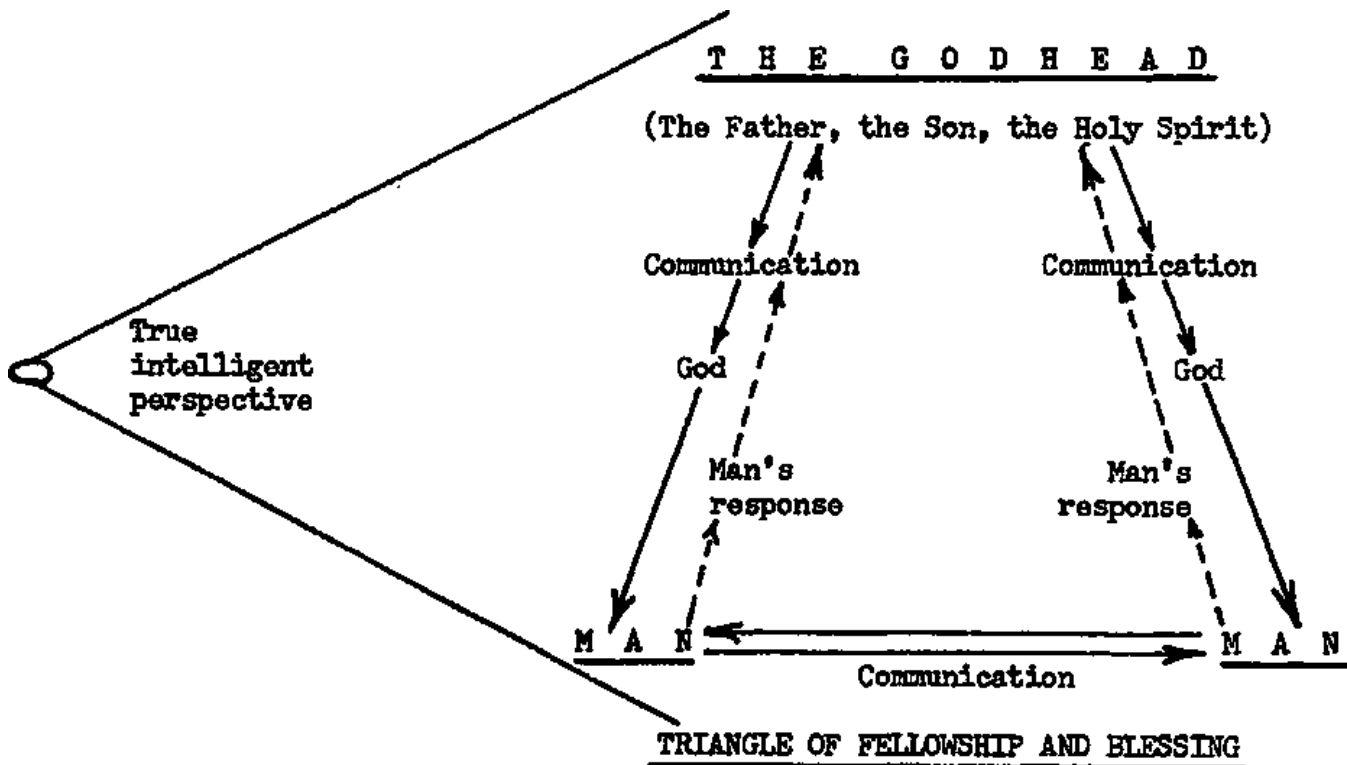 T H E G O D H E A D
(The Father, the Son, the Holy Spirit)
Communication Communication
True
intelligent
perspective
God God
Man's
response
Man's
response
M A N M A N
Communication
TRIANGLE OF FELLOWSHIP AND BLESSING